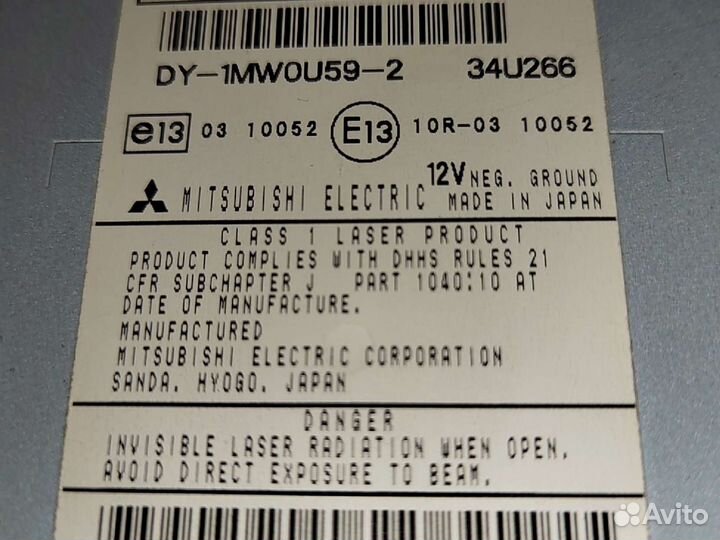 DY-1MW0U59-2 34U266
e13 03 10052 E13 10R-03 10052
12V NEG. GROUND
MITSUBISHI ELECTRIC MADE IN JAPAN
CLASS 1 LASER PRODUCT
PRODUCT COMPLIES WITH DHHS RULES 21
CFR SUBCHAPTER J PART 1040:10 AT
DATE OF MANUFACTURE.
MANUFACTURED
MITSUBISHI ELECTRIC CORPORATION
SANDA. HYOGO. JAPAN
DANGER
INVISIBLE LASER RADIATION WHEN OPEN.
AVOID DIRECT EXPOSURE TO BEAM.
Avito